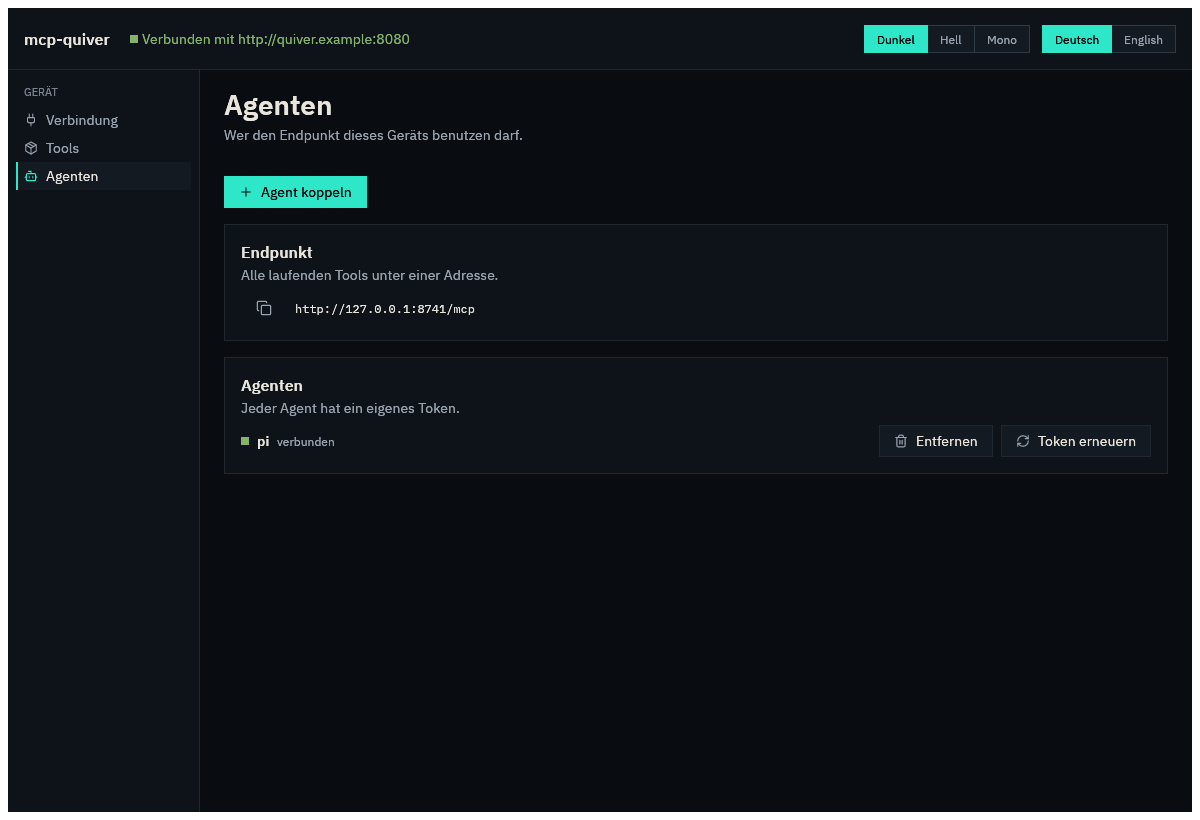 mcp-quiver
Verbunden mit http://quiver.example:8080
Dunkel Hell Mono Deutsch English
GERÄT
Verbindung
Tools
Agenten
Agenten
Wer den Endpunkt dieses Geräts benutzen darf.
Agent koppeln
Endpunkt
Alle laufenden Tools unter einer Adresse.
http://127.0.0.1:8741/mcp
Agenten
Jeder Agent hat ein eigenes Token.
pi verbunden
Entfernen
Token erneuern